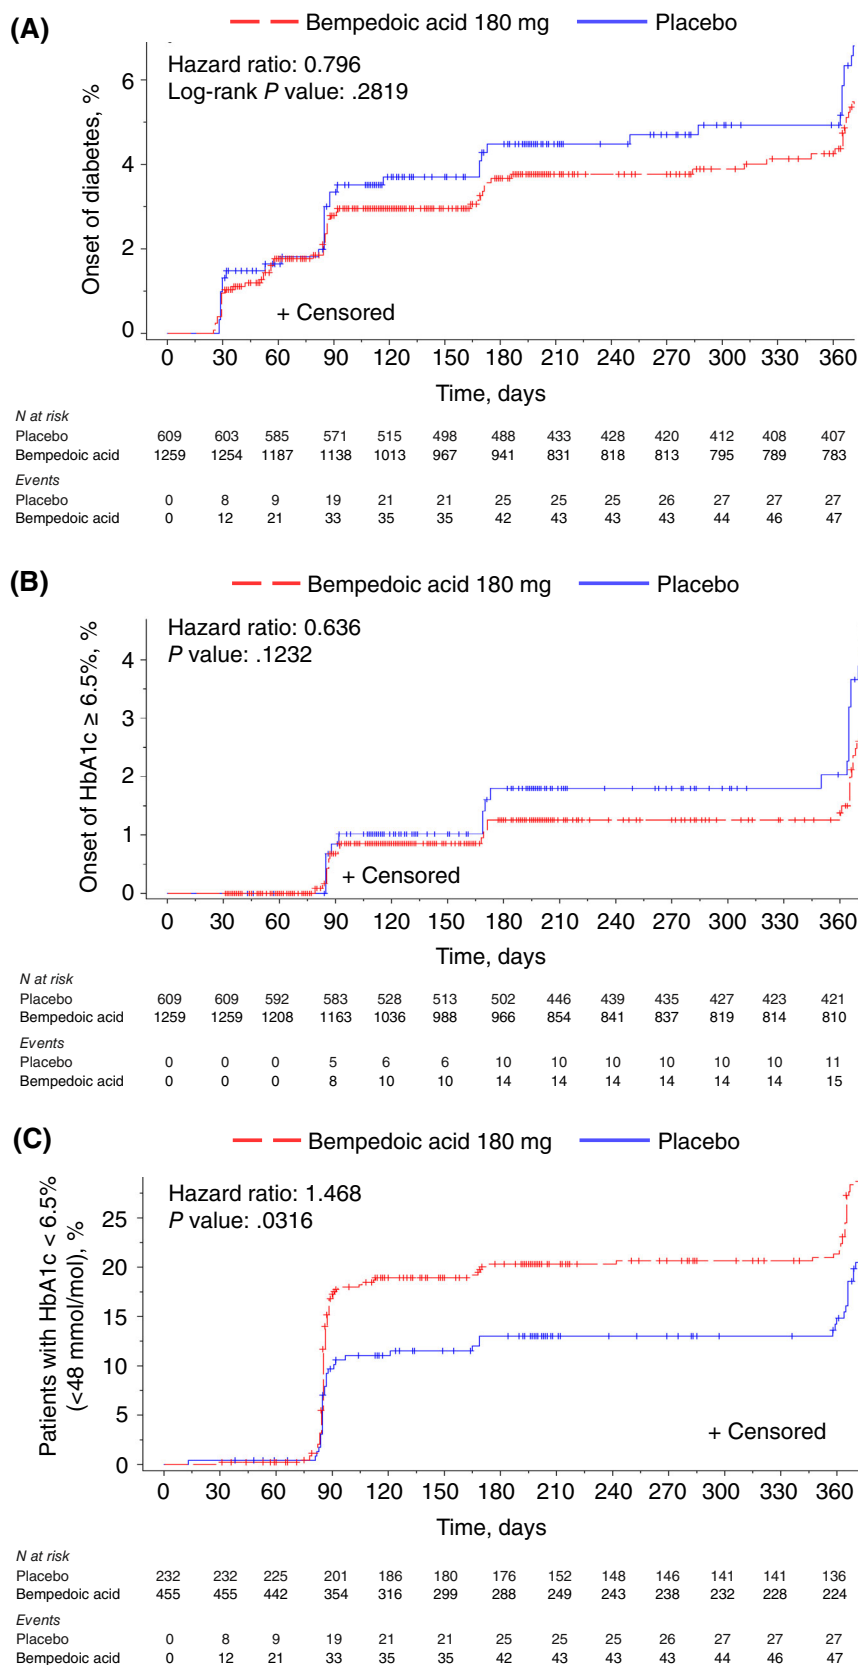 (A)
Bempedoic acid 180 mg Placebo
Hazard ratio: 0.796
Log-rank P value: .2819
Onset of diabetes, %
6
4
2
0
+ Censored
0 30 60 90 120 150 180 210 240 270 300 330 360
Time, days
N at risk
Placebo 609 603 585 571 515 498 488 433 428 420 412 408 407
Bempedoic acid 1259 1254 1187 1138 1013 967 941 831 818 813 795 789 783
Events
Placebo 0 8 9 19 21 21 25 25 25 26 27 27 27
Bempedoic acid 0 12 21 33 35 35 42 43 43 43 44 46 47
(B)
Bempedoic acid 180 mg Placebo
Hazard ratio: 0.636
P value: .1232
Onset of HbA1c ≥ 6.5%, %
4
3
2
1
0
+ Censored
0 30 60 90 120 150 180 210 240 270 300 330 360
Time, days
N at risk
Placebo 609 609 592 583 528 513 502 446 439 435 427 423 421
Bempedoic acid 1259 1259 1208 1163 1036 988 966 854 841 837 819 814 810
Events
Placebo 0 0 0 5 6 6 10 10 10 10 10 10 11
Bempedoic acid 0 0 0 8 10 10 14 14 14 14 14 14 15
(C)
Bempedoic acid 180 mg Placebo
Hazard ratio: 1.468
P value: .0316
Patients with HbA1c < 6.5%
(<48 mmol/mol), %
25
20
15
10
5
0
+ Censored
0 30 60 90 120 150 180 210 240 270 300 330 360
Time, days
N at risk
Placebo 232 232 225 201 186 180 176 152 148 146 141 141 136
Bempedoic acid 455 455 442 354 316 299 288 249 243 238 232 228 224
Events
Placebo 0 8 9 19 21 21 25 25 25 26 27 27 27
Bempedoic acid 0 12 21 33 35 35 42 43 43 43 44 46 47